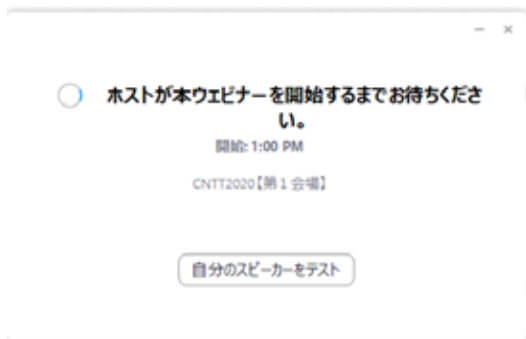 ホストが本ウェビナーを開始するまでお待ちくださ
い。
開始: 1:00 PM
CNTT2020【第1会場】
自分のスピーカーをテスト